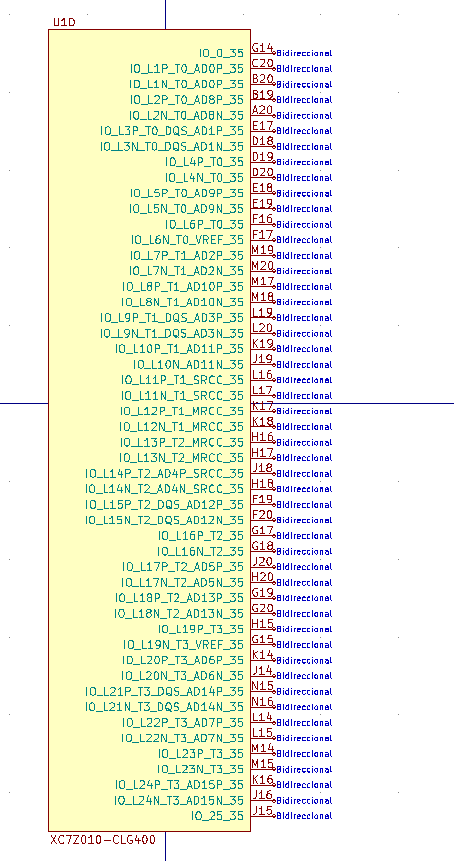 U1D
IO_0_35 G14 Bidireccional
IO_L1P_T0_AD0P_35 C20 Bidireccional
IO_L1N_T0_AD0P_35 B20 Bidireccional
IO_L2P_T0_AD8P_35 B19 Bidireccional
IO_L2N_T0_AD8N_35 A20 Bidireccional
IO_L3P_T0_DQS_AD1P_35 E17 Bidireccional
IO_L3N_T0_DQS_AD1N_35 D18 Bidireccional
IO_L4P_T0_35 D19 Bidireccional
IO_L4N_T0_35 D20 Bidireccional
IO_L5P_T0_AD9P_35 E18 Bidireccional
IO_L5N_T0_AD9N_35 E19 Bidireccional
IO_L6P_T0_35 F16 Bidireccional
IO_L6N_T0_VREF_35 F17 Bidireccional
IO_L7P_T1_AD2P_35 M19 Bidireccional
IO_L7N_T1_AD2N_35 M20 Bidireccional
IO_L8P_T1_AD10P_35 M17 Bidireccional
IO_L8N_T1_AD10N_35 M18 Bidireccional
IO_L9P_T1_DQS_AD3P_35 L19 Bidireccional
IO_L9N_T1_DQS_AD3N_35 L20 Bidireccional
IO_L10P_T1_AD11P_35 K19 Bidireccional
IO_L10N_AD11N_35 J19 Bidireccional
IO_L11P_T1_SRCC_35 L16 Bidireccional
IO_L11N_T1_SRCC_35 L17 Bidireccional
IO_L12P_T1_MRCC_35 K17 Bidireccional
IO_L12N_T1_MRCC_35 K18 Bidireccional
IO_L13P_T2_MRCC_35 H16 Bidireccional
IO_L13N_T2_MRCC_35 H17 Bidireccional
IO_L14P_T2_AD4P_SRCC_35 J18 Bidireccional
IO_L14N_T2_AD4N_SRCC_35 H18 Bidireccional
IO_L15P_T2_DQS_AD12P_35 F19 Bidireccional
IO_L15N_T2_DQS_AD12N_35 F20 Bidireccional
IO_L16P_T2_35 G17 Bidireccional
IO_L16N_T2_35 G18 Bidireccional
IO_L17P_T2_AD5P_35 J20 Bidireccional
IO_L17N_T2_AD5N_35 H20 Bidireccional
IO_L18P_T2_AD13P_35 G19 Bidireccional
IO_L18N_T2_AD13N_35 G20 Bidireccional
IO_L19P_T3_35 H15 Bidireccional
IO_L19N_T3_VREF_35 G15 Bidireccional
IO_L20P_T3_AD6P_35 K14 Bidireccional
IO_L20N_T3_AD6N_35 J14 Bidireccional
IO_L21P_T3_DQS_AD14P_35 N15 Bidireccional
IO_L21N_T3_DQS_AD14N_35 N16 Bidireccional
IO_L22P_T3_AD7P_35 L14 Bidireccional
IO_L22N_T3_AD7N_35 L15 Bidireccional
IO_L23P_T3_35 M14 Bidireccional
IO_L23N_T3_35 M15 Bidireccional
IO_L24P_T3_AD15P_35 K16 Bidireccional
IO_L24N_T3_AD15N_35 J16 Bidireccional
IO_25_35 J15 Bidireccional
XC7Z010-CLG400